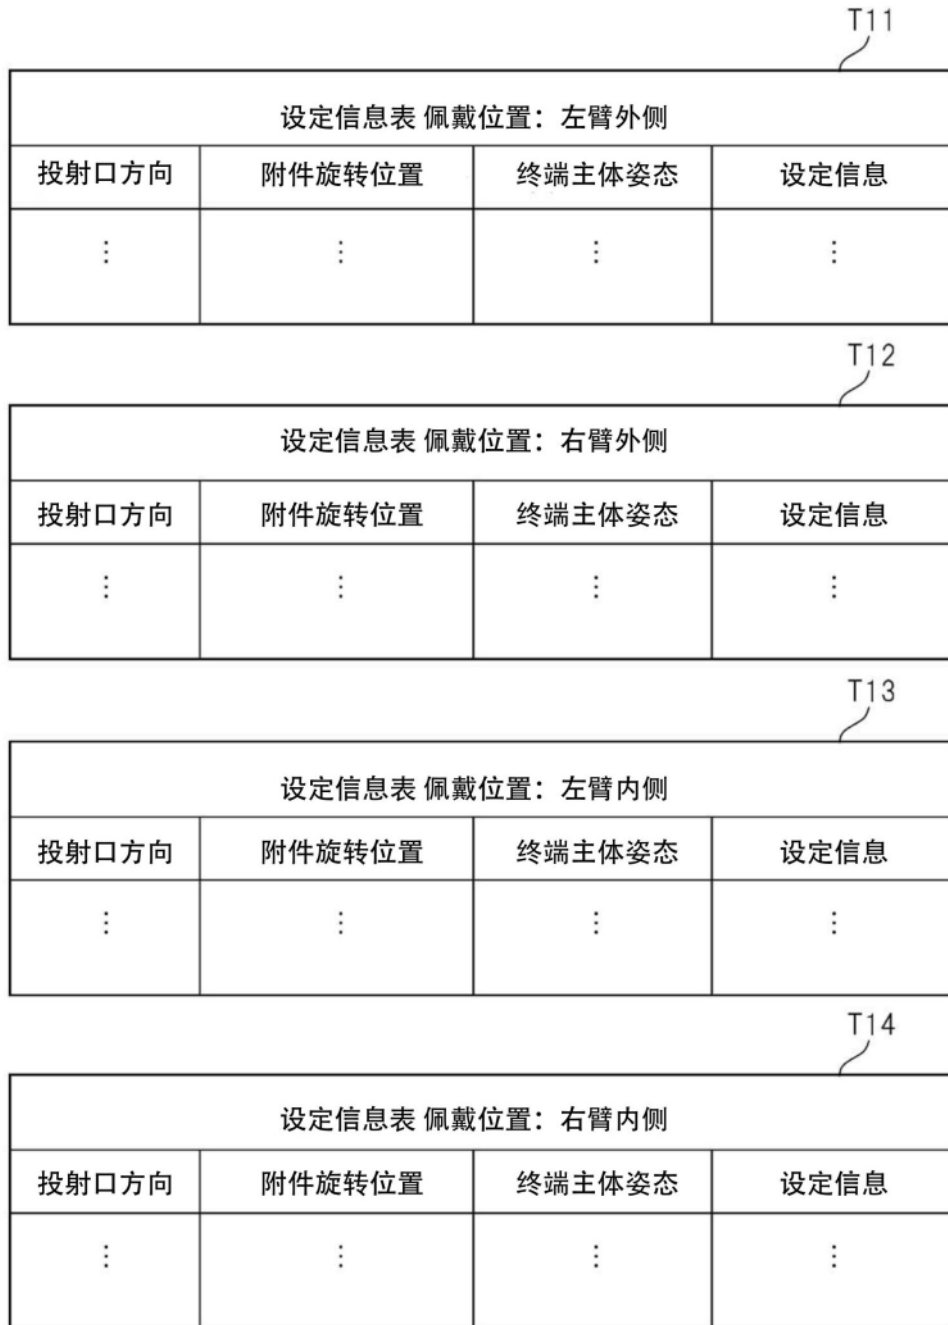 T11
设定信息表 佩戴位置：左臂外侧
投射口方向 附件旋转位置 终端主体姿态 设定信息
⋮ ⋮ ⋮ ⋮
T12
设定信息表 佩戴位置：右臂外侧
投射口方向 附件旋转位置 终端主体姿态 设定信息
⋮ ⋮ ⋮ ⋮
T13
设定信息表 佩戴位置：左臂内侧
投射口方向 附件旋转位置 终端主体姿态 设定信息
⋮ ⋮ ⋮ ⋮
T14
设定信息表 佩戴位置：右臂内侧
投射口方向 附件旋转位置 终端主体姿态 设定信息
⋮ ⋮ ⋮ ⋮